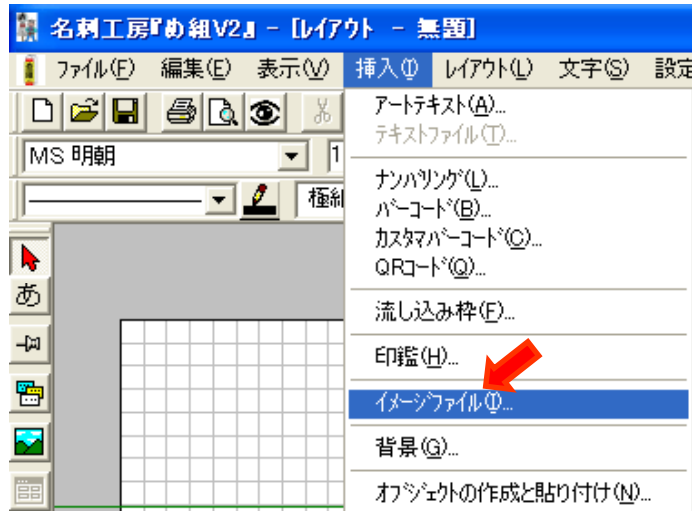 名刺工房『め組V2』 - [レイアウト - 無題]
ファイル(F) 編集(E) 表示(V) 挿入(I) レイアウト(L) 文字(S) 設定
アートテキスト(A)...
テキストファイル(T)...
MS 明朝 1
ナンバリング(L)...
バーコード(B)...
極細
カスタマバーコード(C)...
QRコード(Q)...
あ
流し込み枠(F)...
印鑑(H)...
イメージファイル(I)...
背景(G)...
オブジェクトの作成と貼り付け(N)...